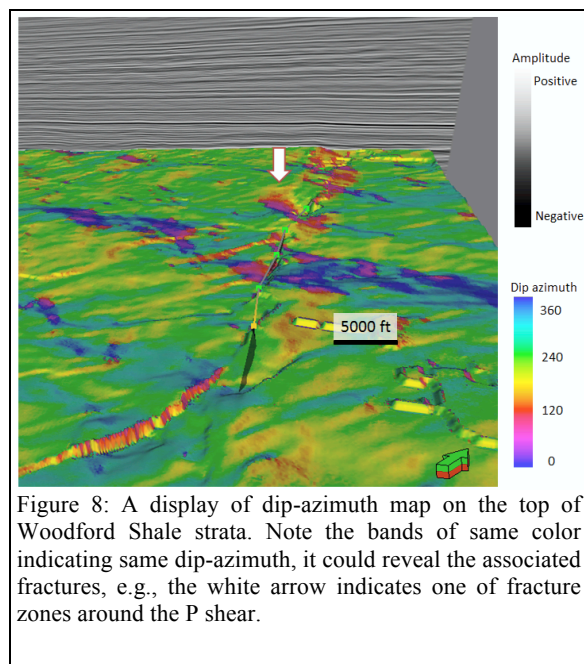 Amplitude
Positive
Negative
Dip azimuth
360
240
120
0
5000 ft
Figure 8: A display of dip-azimuth map on the top of
Woodford Shale strata. Note the bands of same color
indicating same dip-azimuth, it could reveal the associated
fractures, e.g., the white arrow indicates one of fracture
zones around the P shear.